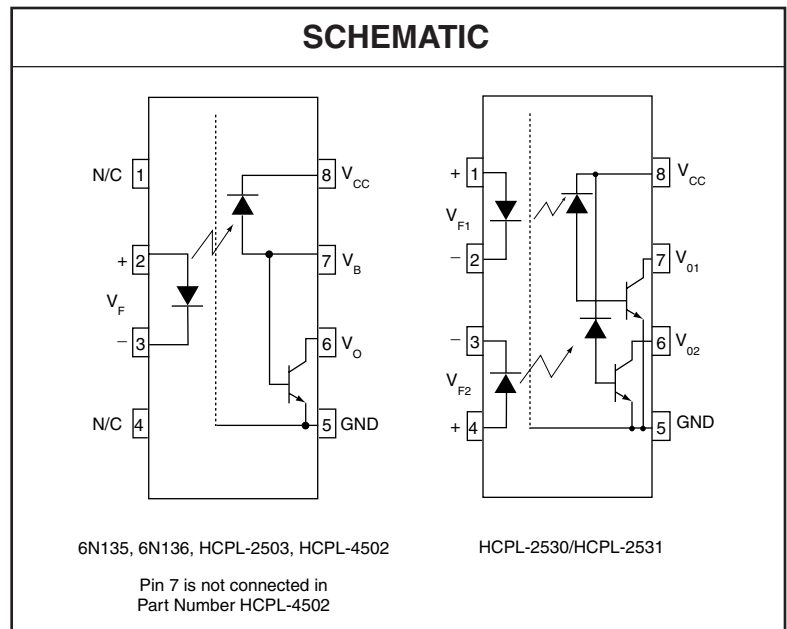 SCHEMATIC
N/C 1
8 V_CC
+ 2
7 V_B
V_F
– 3
6 V_O
N/C 4
5 GND
+ 1
8 V_CC
V_F1
– 2
7 V_01
– 3
6 V_02
V_F2
+ 4
5 GND
6N135, 6N136, HCPL-2503, HCPL-4502
HCPL-2530/HCPL-2531
Pin 7 is not connected in
Part Number HCPL-4502